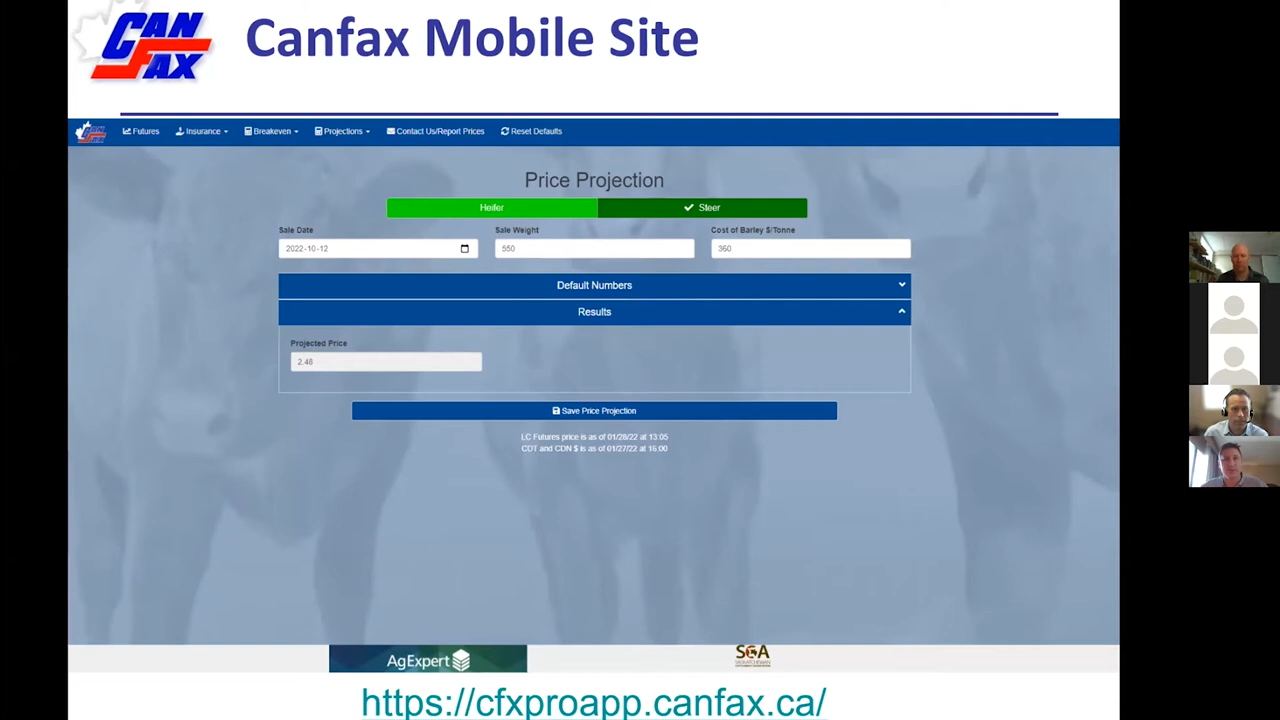 CAN
FAX
Canfax Mobile Site
CAN
FAX
Futures Insurance Breakeven Projections Contact Us/Report Prices Reset Defaults
Price Projection
Heifer Steer
Sale Date Sale Weight Cost of Barley $/Tonne
2022-10-12 550 360
Default Numbers
Results
Projected Price
2.48
Save Price Projection
LC Futures price is as of 01/28/22 at 13:05
CDT and CDN $ is as of 01/27/22 at 16:00
AgExpert
SCA
https://cfxproapp.canfax.ca/